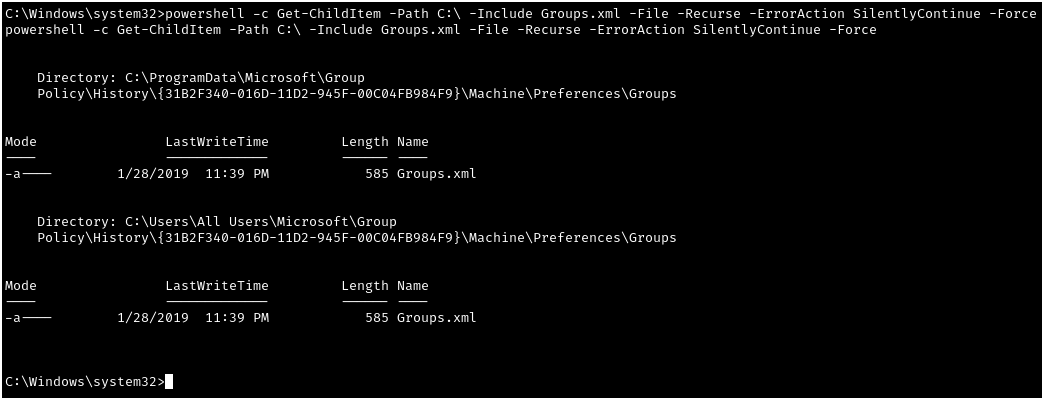 C:\Windows\system32>powershell -c Get-ChildItem -Path C:\ -Include Groups.xml -File -Recurse -ErrorAction SilentlyContinue -Force
powershell -c Get-ChildItem -Path C:\ -Include Groups.xml -File -Recurse -ErrorAction SilentlyContinue -Force
Directory: C:\ProgramData\Microsoft\Group
Policy\History\{31B2F340-016D-11D2-945F-00C04FB984F9}\Machine\Preferences\Groups
Mode                LastWriteTime         Length Name
----                -------------         ------ ----
-a----        1/28/2019  11:39 PM            585 Groups.xml
Directory: C:\Users\All Users\Microsoft\Group
Policy\History\{31B2F340-016D-11D2-945F-00C04FB984F9}\Machine\Preferences\Groups
Mode                LastWriteTime         Length Name
----                -------------         ------ ----
-a----        1/28/2019  11:39 PM            585 Groups.xml
C:\Windows\system32>